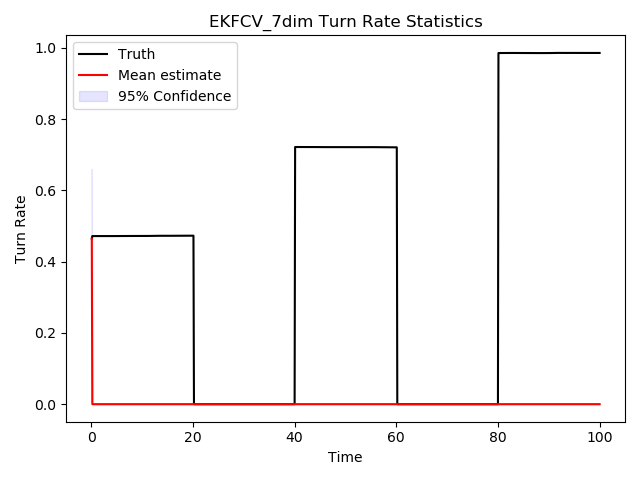 EKFCV_7dim Turn Rate Statistics
Truth
Mean estimate
95% Confidence
1.0
0.8
0.6
0.4
0.2
0.0
Turn Rate
0 20 40 60 80 100
Time